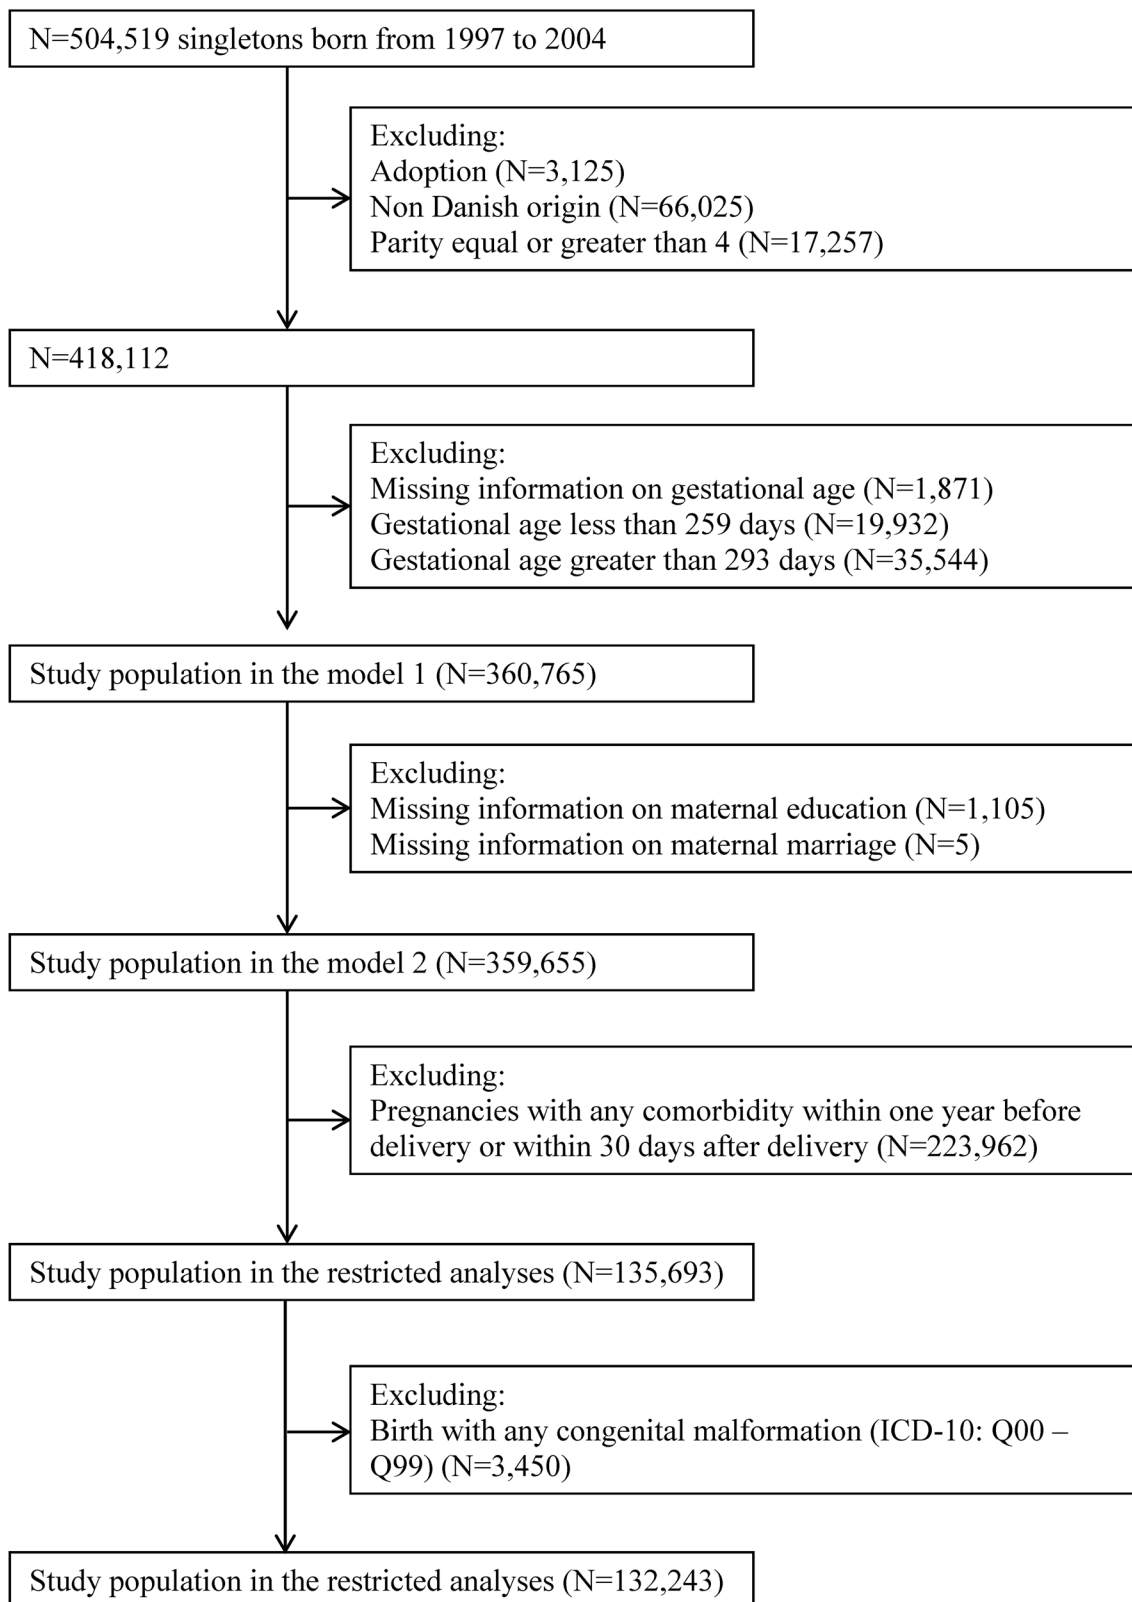 N=504,519 singletons born from 1997 to 2004
Excluding:
Adoption (N=3,125)
Non Danish origin (N=66,025)
Parity equal or greater than 4 (N=17,257)
N=418,112
Excluding:
Missing information on gestational age (N=1,871)
Gestational age less than 259 days (N=19,932)
Gestational age greater than 293 days (N=35,544)
Study population in the model 1 (N=360,765)
Excluding:
Missing information on maternal education (N=1,105)
Missing information on maternal marriage (N=5)
Study population in the model 2 (N=359,655)
Excluding:
Pregnancies with any comorbidity within one year before
delivery or within 30 days after delivery (N=223,962)
Study population in the restricted analyses (N=135,693)
Excluding:
Birth with any congenital malformation (ICD-10: Q00 –
Q99) (N=3,450)
Study population in the restricted analyses (N=132,243)